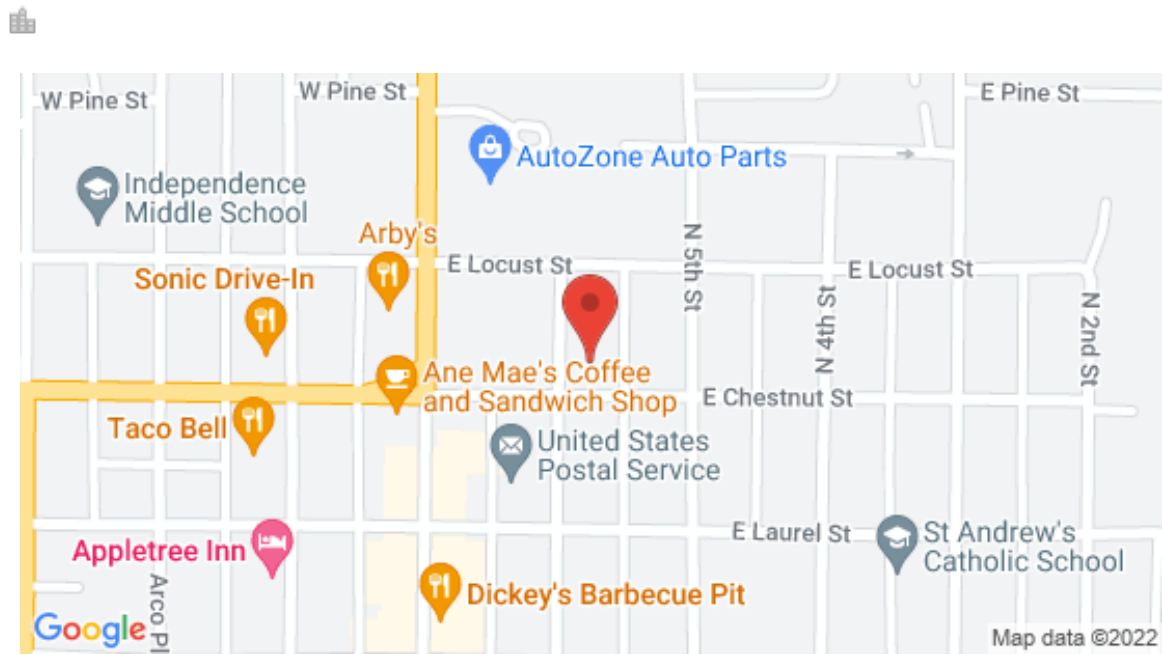 W Pine St
W Pine St
E Pine St
AutoZone Auto Parts
Independence
Middle School
Arby's
N 5th St
E Locust St
E Locust St
Sonic Drive-In
N 4th St
N 2nd St
Ane Mae's Coffee
and Sandwich Shop
E Chestnut St
Taco Bell
United States
Postal Service
E Laurel St
St Andrew's
Catholic School
Appletree Inn
Arco Pl
Dickey's Barbecue Pit
Google
Map data ©2022